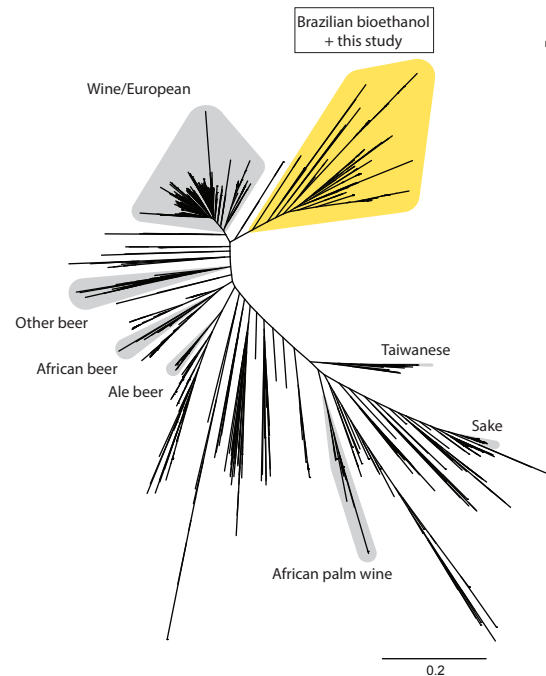 Brazilian bioethanol
+ this study
Wine/European
Other beer
African beer
Ale beer
Taiwanese
Sake
African palm wine
0.2